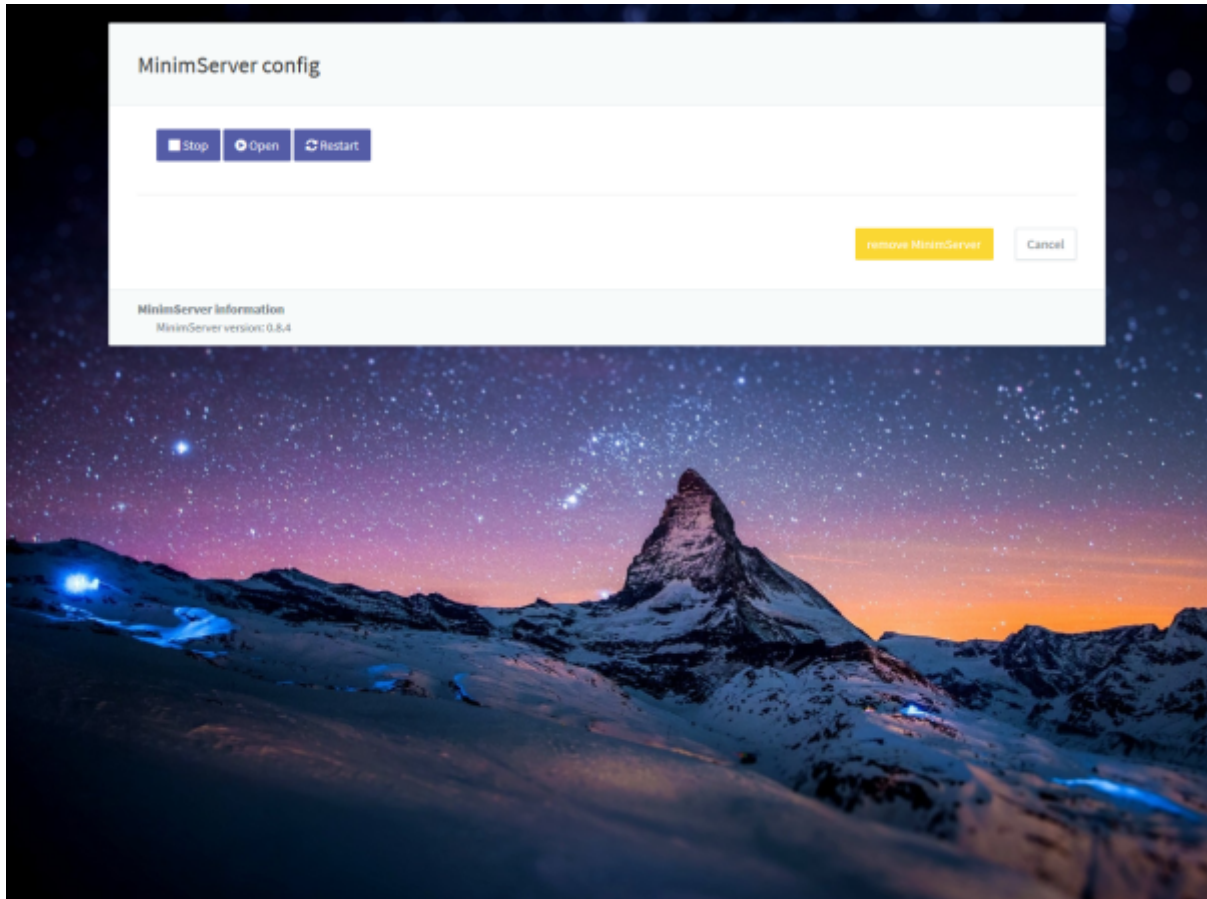 MinimServer config
Stop Open Restart
remove MinimServer Cancel
MinimServer information
MinimServer version: 0.8.4